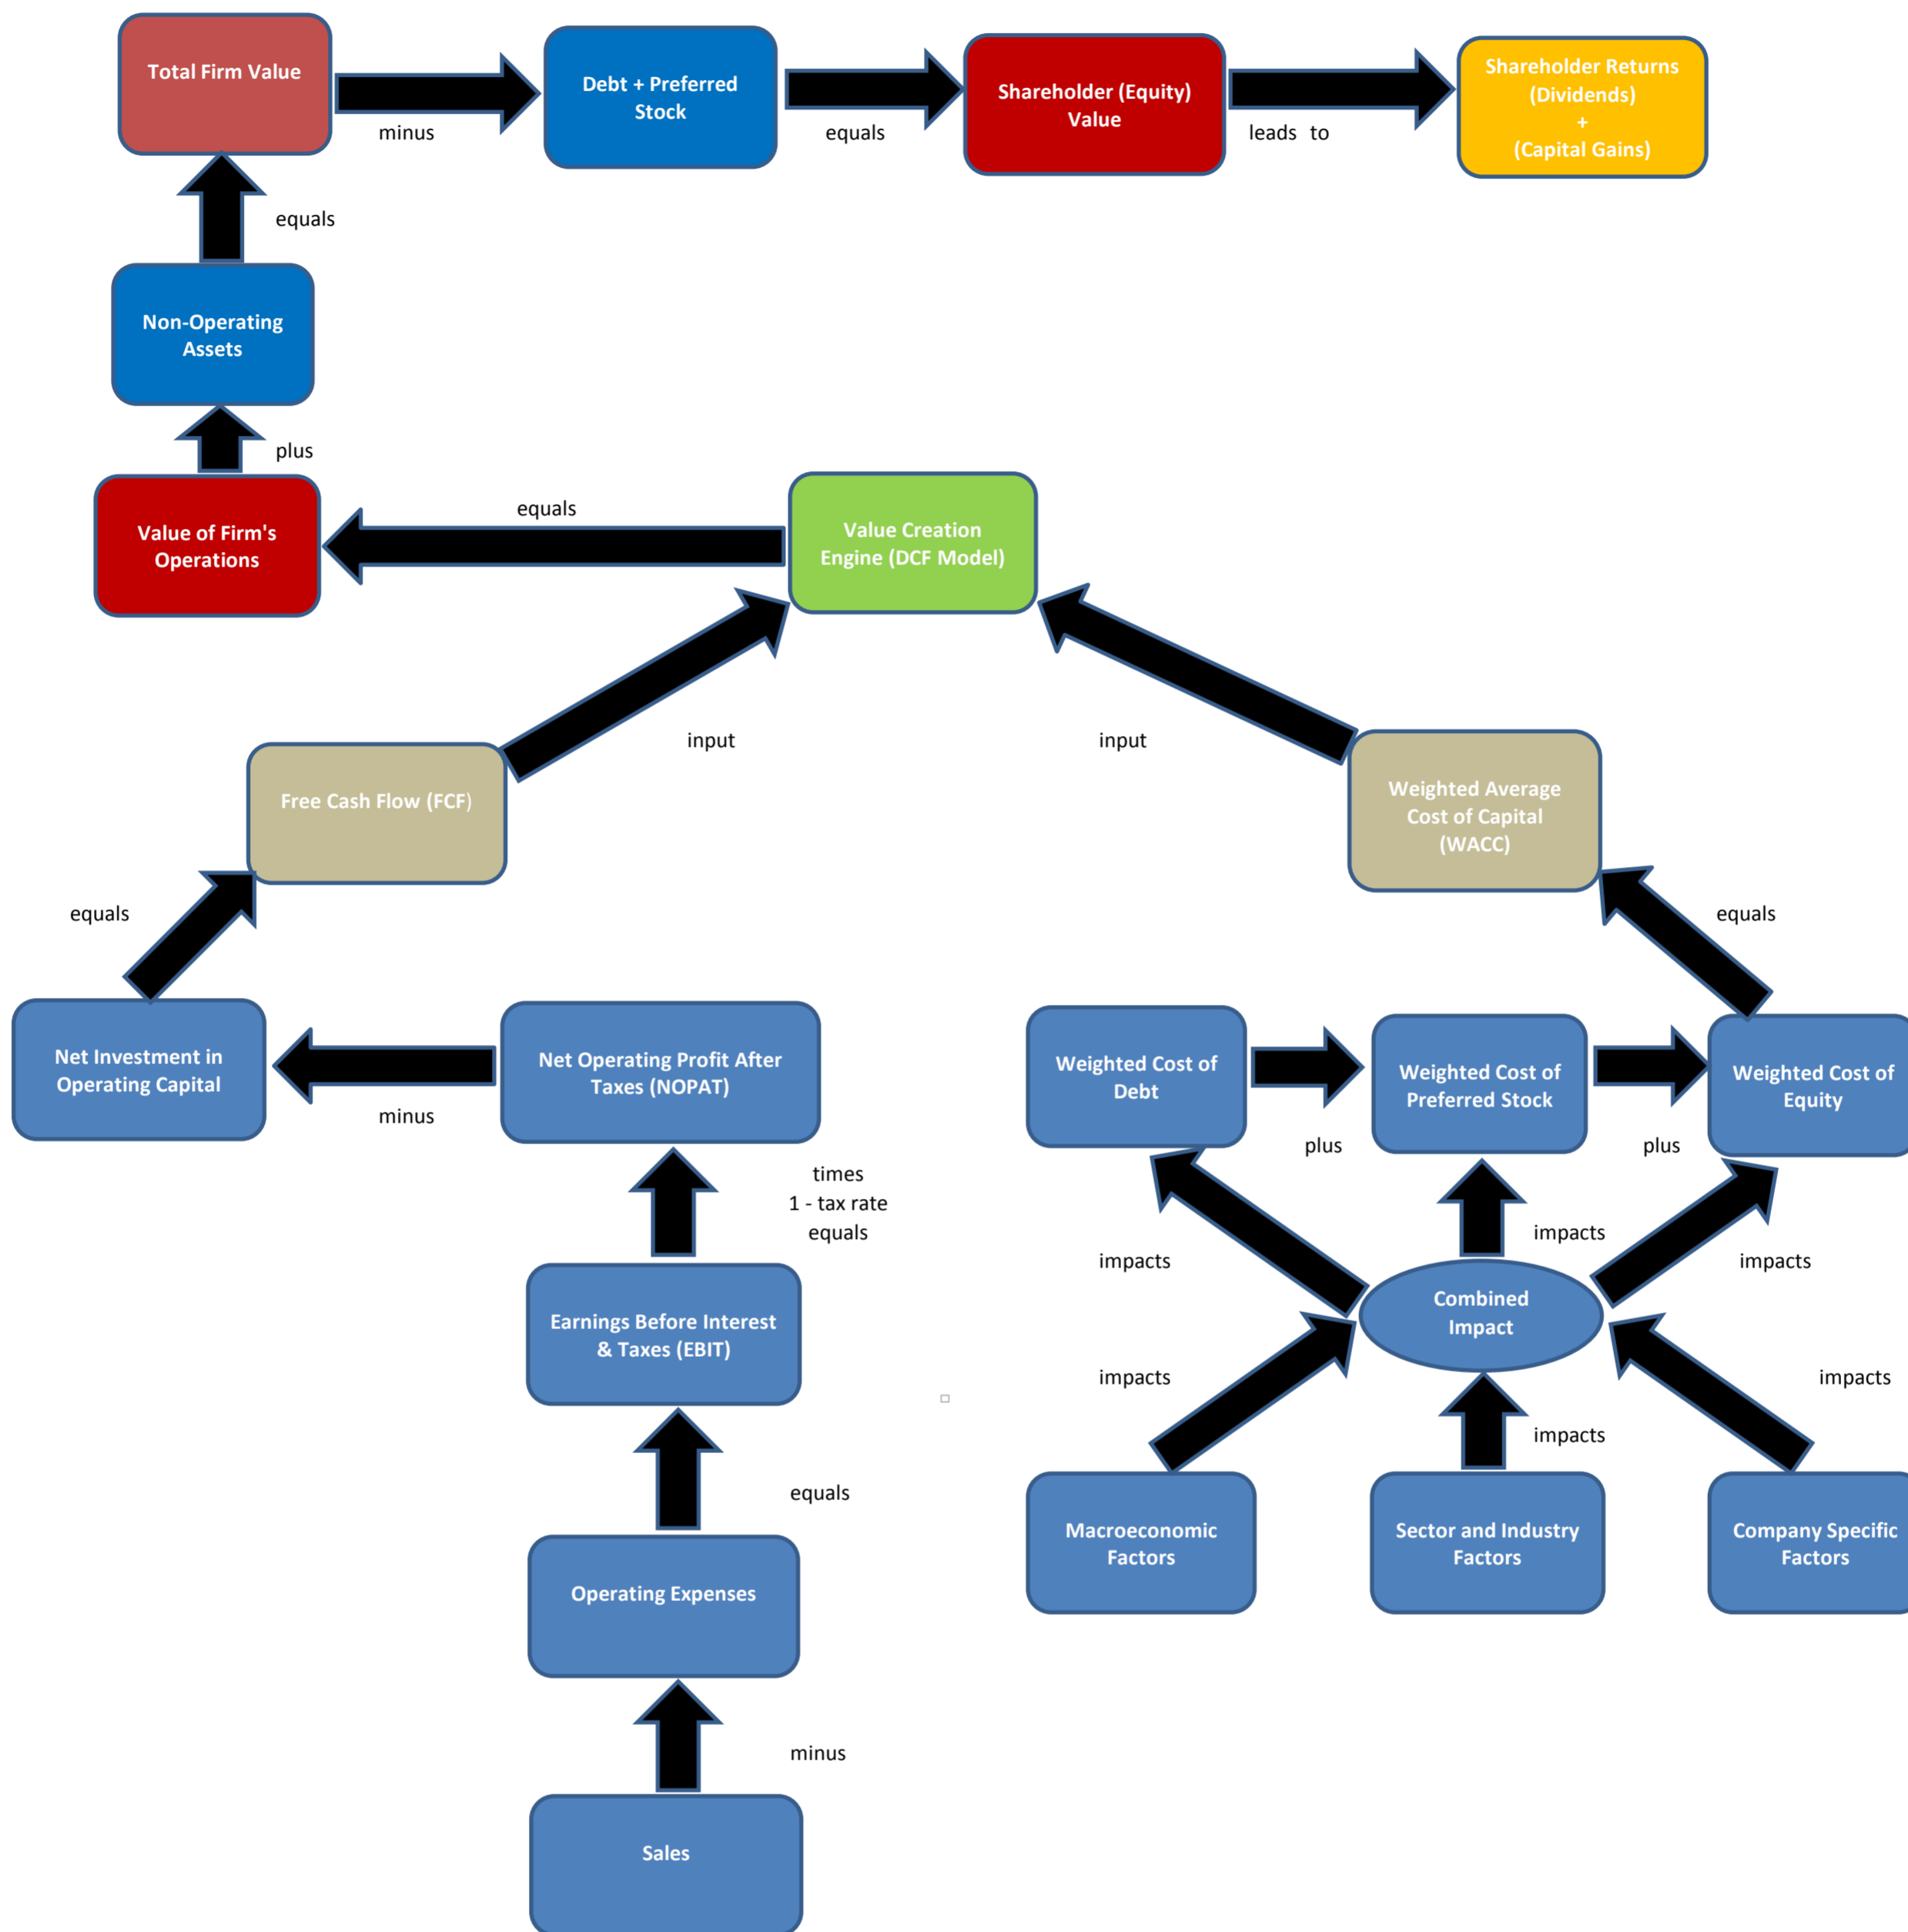 Total Firm Value
minus
Debt + Preferred
Stock
equals
Shareholder (Equity)
Value
leads to
Shareholder Returns
(Dividends)
+
(Capital Gains)
equals
Non-Operating
Assets
plus
Value of Firm's
Operations
equals
Value Creation
Engine (DCF Model)
input
input
Free Cash Flow (FCF)
Weighted Average
Cost of Capital
(WACC)
equals
equals
Net Investment in
Operating Capital
minus
Net Operating Profit After
Taxes (NOPAT)
Weighted Cost of
Debt
plus
Weighted Cost of
Preferred Stock
plus
Weighted Cost of
Equity
times
1 - tax rate
equals
impacts
impacts
impacts
Earnings Before Interest
& Taxes (EBIT)
Combined
Impact
impacts
impacts
impacts
equals
Operating Expenses
Macroeconomic
Factors
Sector and Industry
Factors
Company Specific
Factors
minus
Sales